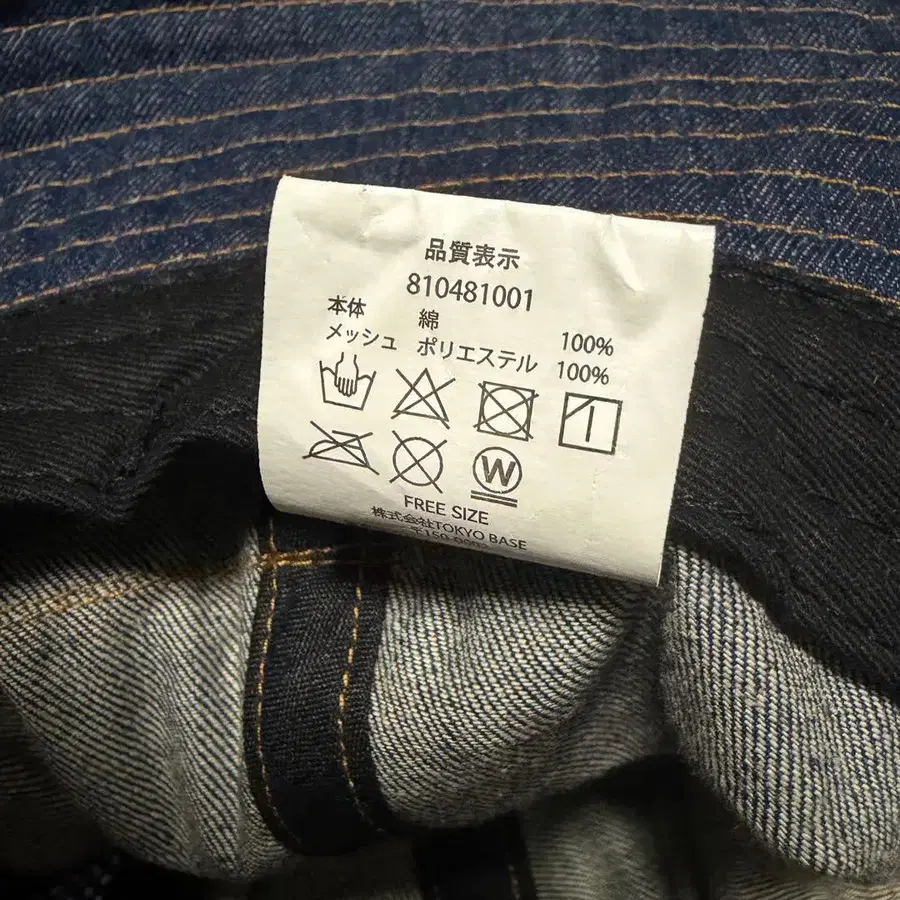 品質表示
810481001
本体 綿 100%
メッシュ ポリエステル 100%
W
FREE SIZE
株式会社TOKYO BASE